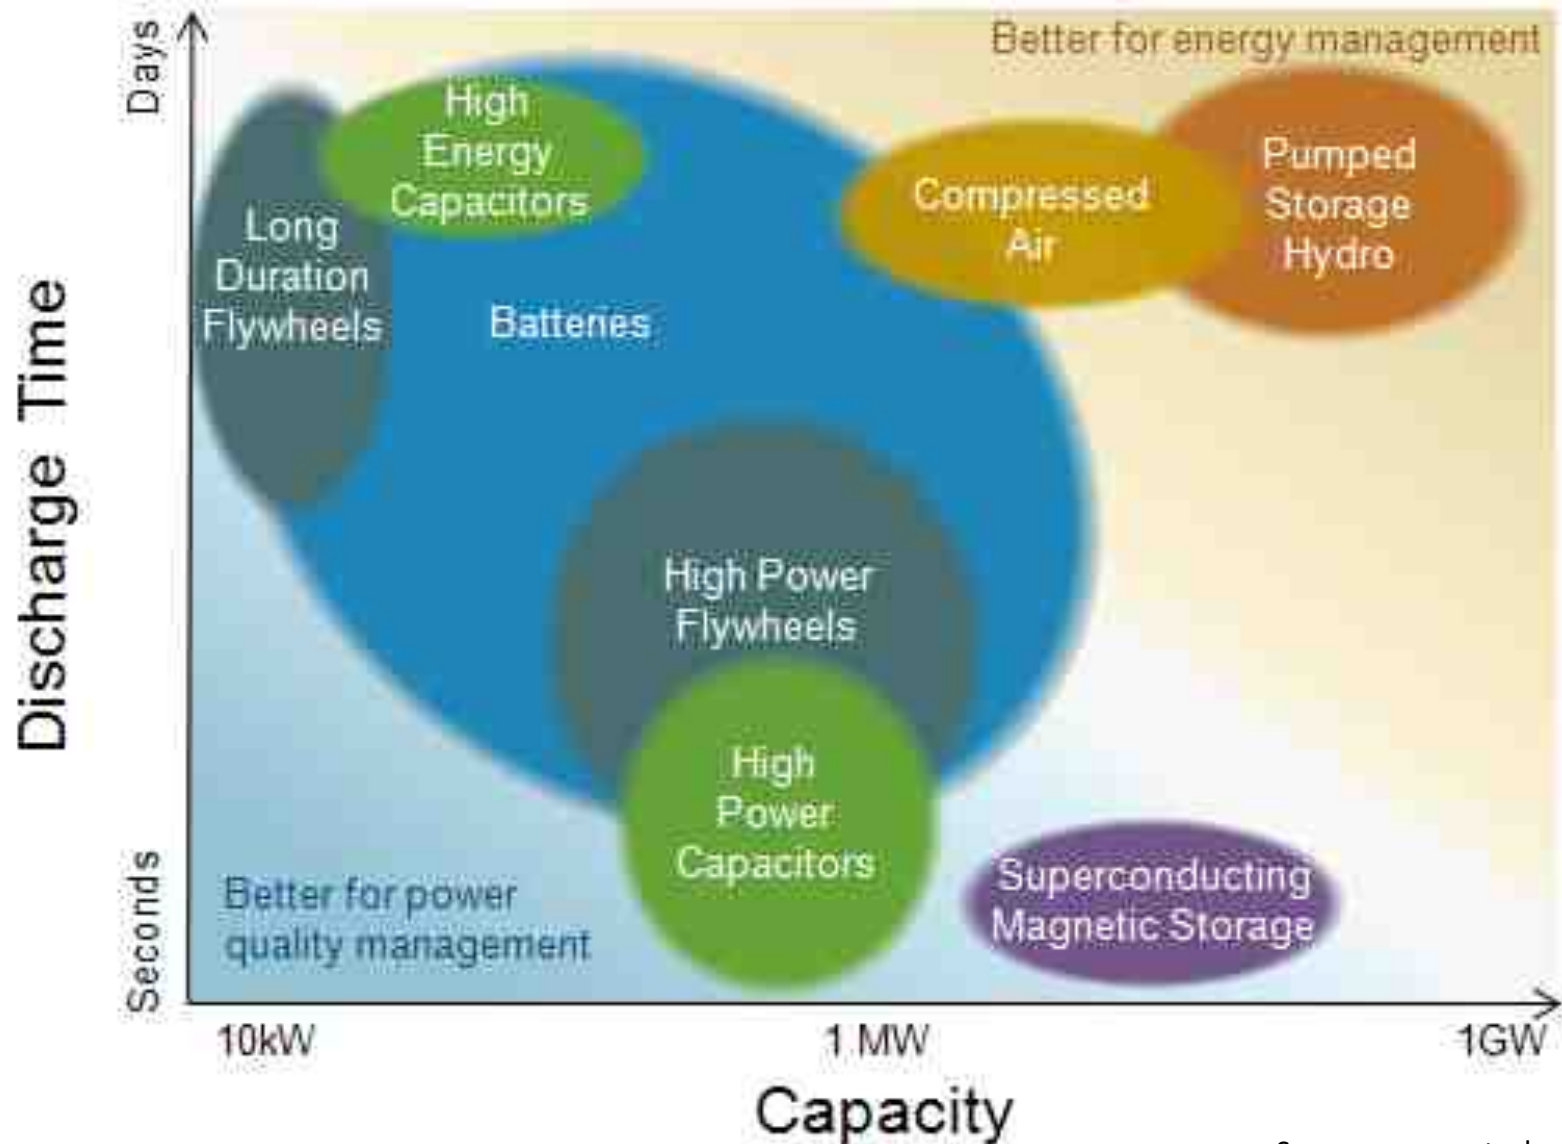 Days
Better for energy management
High
Energy
Capacitors
Long
Duration
Flywheels
Compressed
Air
Pumped
Storage
Hydro
Batteries
Discharge Time
High Power
Flywheels
High
Power
Capacitors
Superconducting
Magnetic Storage
Better for power
quality management
Seconds
10kW
1 MW
1GW
Capacity